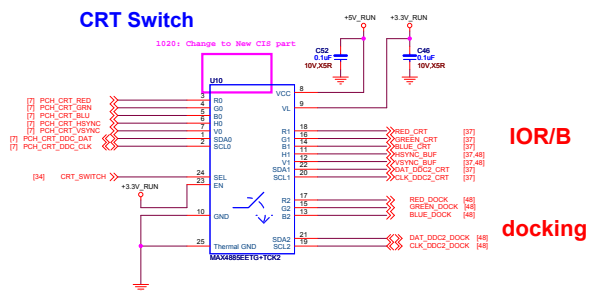 CRT Switch
1020: Change to New CIS part
+5V_RUN
+3.3V_RUN
C52
0.1uF
10V,X5R
C46
0.1uF
10V,X5R
U10
VCC 8
VL 9
[7] PCH_CRT_RED 3 R0
[7] PCH_CRT_GRN 4 G0
[7] PCH_CRT_BLU 5 B0
[7] PCH_CRT_HSYNC 6 H0
[7] PCH_CRT_VSYNC 7 V0
[7] PCH_CRT_DDC_DAT 1 SDA0
[7] PCH_CRT_DDC_CLK 2 SCL0
R1 18 RED_CRT [37]
G1 16 GREEN_CRT [37]
B1 14 BLUE_CRT [37]
H1 11 HSYNC_BUF [37,48]
V1 12 VSYNC_BUF [37,48]
SDA1 22 DAT_DDC2_CRT [37]
SCL1 20 CLK_DDC2_CRT [37]
IOR/B
[34] CRT_SWITCH 24 SEL
+3.3V_RUN 23 EN
10 GND
25 Thermal GND
R2 17 RED_DOCK [48]
G2 15 GREEN_DOCK [48]
B2 13 BLUE_DOCK [48]
docking
SDA2 21 DAT_DDC2_DOCK [48]
SCL2 19 CLK_DDC2_DOCK [48]
MAX4885EETG+TCK2